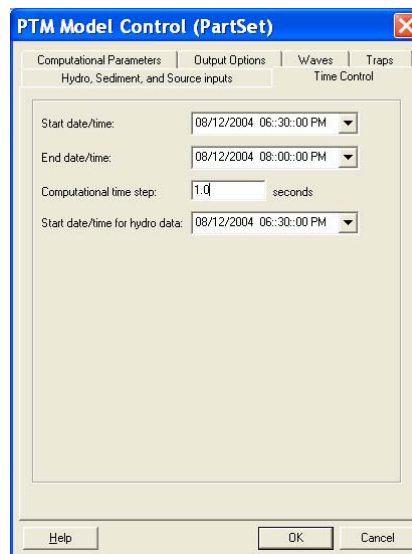 PTM Model Control (PartSet)
Computational Parameters Output Options Waves Traps
Hydro, Sediment, and Source inputs Time Control
Start date/time: 08/12/2004 06::30::00 PM
End date/time: 08/12/2004 08::00::00 PM
Computational time step: 1.0 seconds
Start date/time for hydro data: 08/12/2004 06::30::00 PM
Help OK Cancel